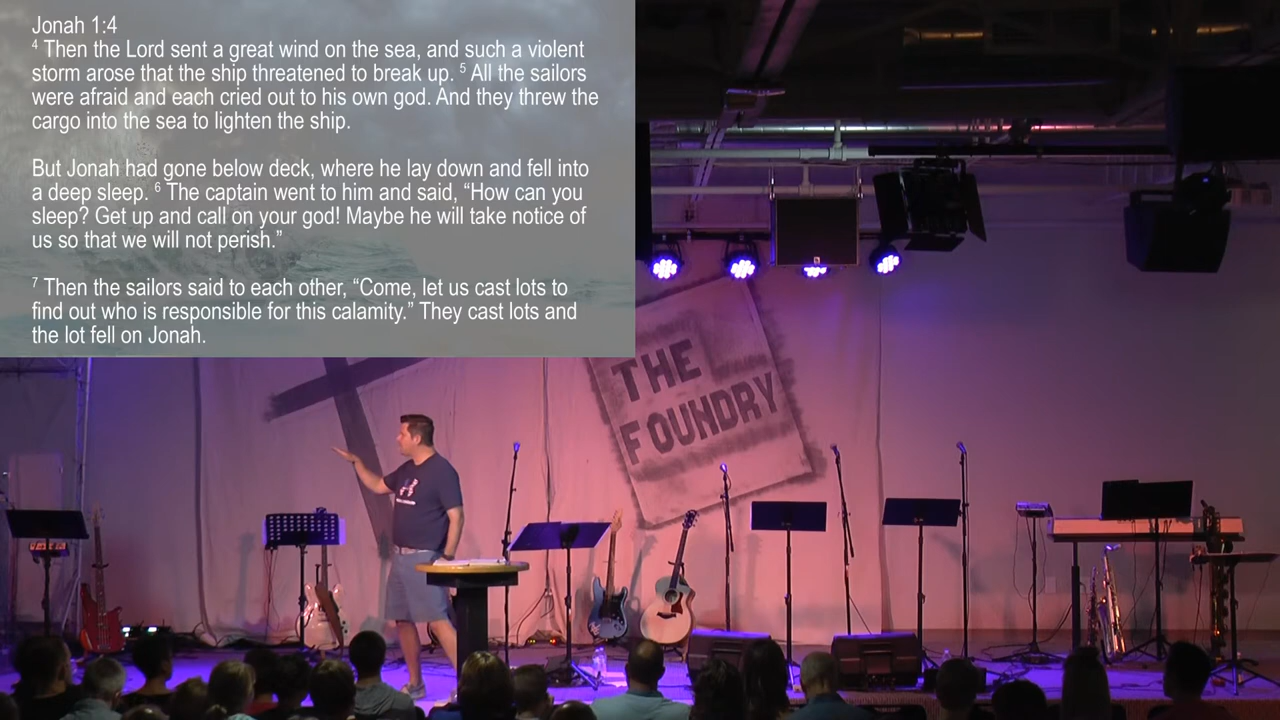 Jonah 1:4
4 Then the Lord sent a great wind on the sea, and such a violent
storm arose that the ship threatened to break up. 5 All the sailors
were afraid and each cried out to his own god. And they threw the
cargo into the sea to lighten the ship.
But Jonah had gone below deck, where he lay down and fell into
a deep sleep. 6 The captain went to him and said, “How can you
sleep? Get up and call on your god! Maybe he will take notice of
us so that we will not perish.”
7 Then the sailors said to each other, “Come, let us cast lots to
find out who is responsible for this calamity.” They cast lots and
the lot fell on Jonah.
THE
FOUNDRY